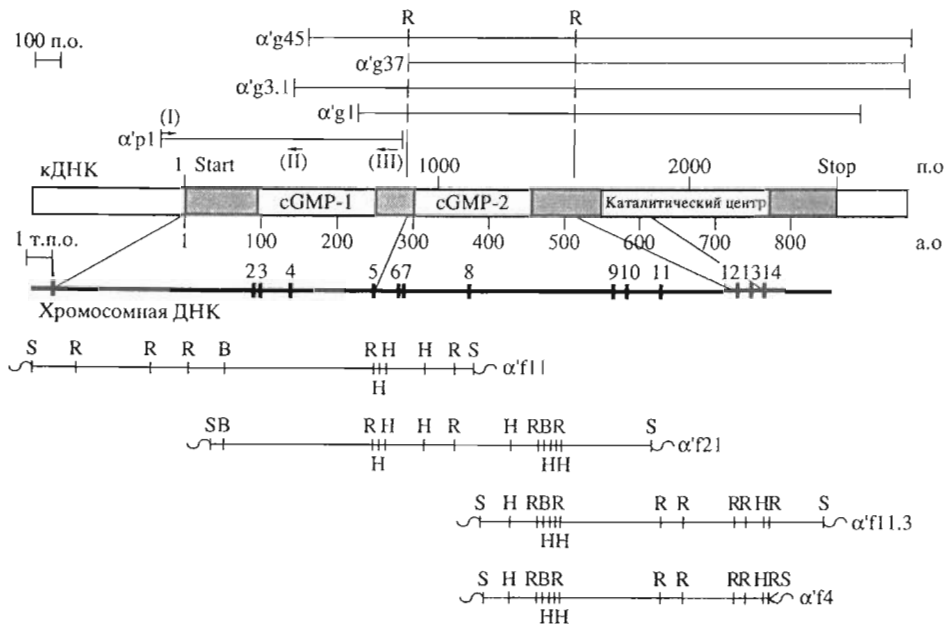 R R
α'g45
100 п.о.
α'g37
α'g3.1
α'g1
(I)
α'p1
(II) (III)
кДНК 1 Start 1000 2000 Stop п.о
cGMP-1 cGMP-2 Каталитический центр
1 т.п.о. 1 100 200 300 400 500 600 700 800 а.о
2 3 4 5 6 7 8 9 10 11 12 13 14
Хромосомная ДНК
S R R R B R H H R S
α'f11
H
S B R H H R H R B R S
α'f21
H H H
S H R B R R R R R H R S
α'f11.3
H H
S H R B R R R R R H R S
α'f4
H H